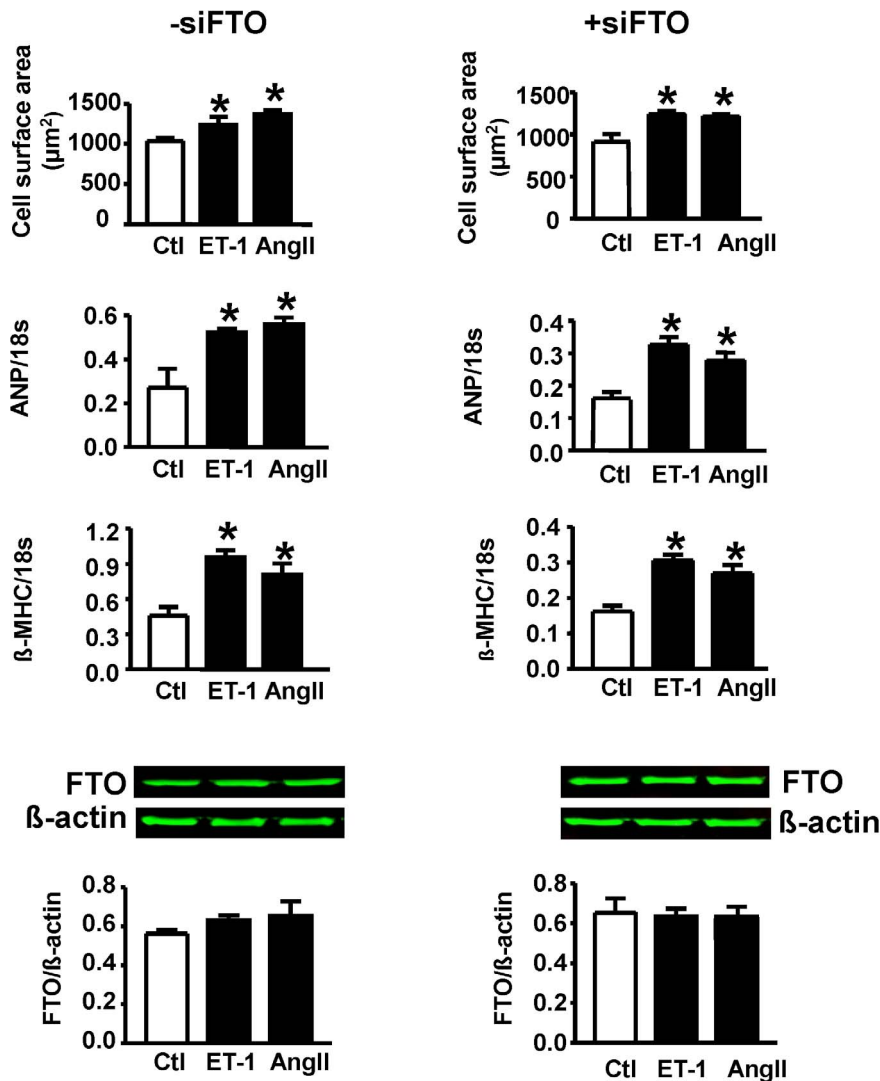 -siFTO
+siFTO
Cell surface area
(µm²)
1500
1000
500
0
*
*
Ctl ET-1 AngII
Cell surface area
(µm²)
1500
1000
500
0
*
*
Ctl ET-1 AngII
ANP/18s
0.6
0.4
0.2
0.0
*
*
Ctl ET-1 AngII
ANP/18s
0.4
0.3
0.2
0.1
0.0
*
*
Ctl ET-1 AngII
ß-MHC/18s
1.2
0.9
0.6
0.3
0.0
*
*
Ctl ET-1 AngII
ß-MHC/18s
0.4
0.3
0.2
0.1
0.0
*
*
Ctl ET-1 AngII
FTO
ß-actin
FTO
ß-actin
FTO/ß-actin
0.8
0.6
0.4
0.2
0.0
Ctl ET-1 AngII
FTO/ß-actin
0.8
0.6
0.4
0.2
0.0
Ctl ET-1 AngII